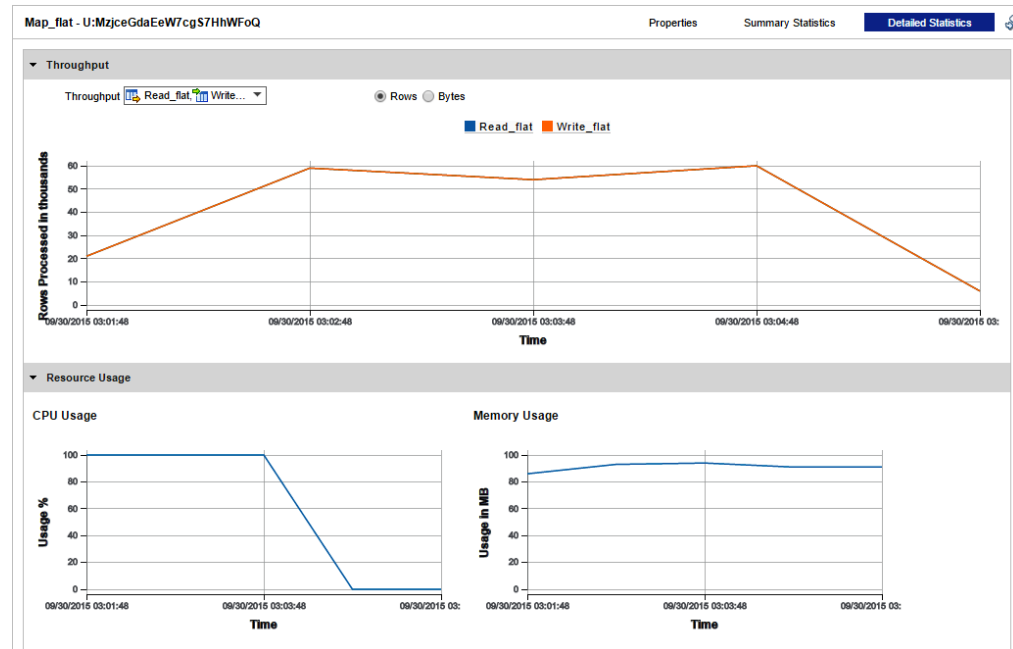 Map_flat - U:MzjceGdaEeW7cgS7HhWFoQ Properties Summary Statistics Detailed Statistics
Throughput
Throughput Read_flat, Write... Rows Bytes
Read_flat Write_flat
Rows Processed in thousands
60
50
40
30
20
10
0
09/30/2015 03:01:48 09/30/2015 03:02:48 09/30/2015 03:03:48 09/30/2015 03:04:48 09/30/2015 03:
Time
Resource Usage
CPU Usage
Usage %
100
80
60
40
20
0
09/30/2015 03:01:48 09/30/2015 03:03:48 09/30/2015 03:
Time
Memory Usage
Usage in MB
100
80
60
40
20
0
09/30/2015 03:01:48 09/30/2015 03:03:48 09/30/2015 03:
Time